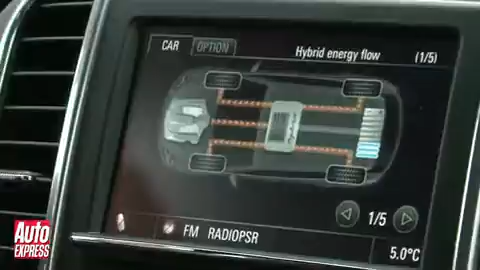 CAR OPTION Hybrid energy flow (1/5)
1/5
FM RADIOPSR 5.0°C
Auto
EXPRESS